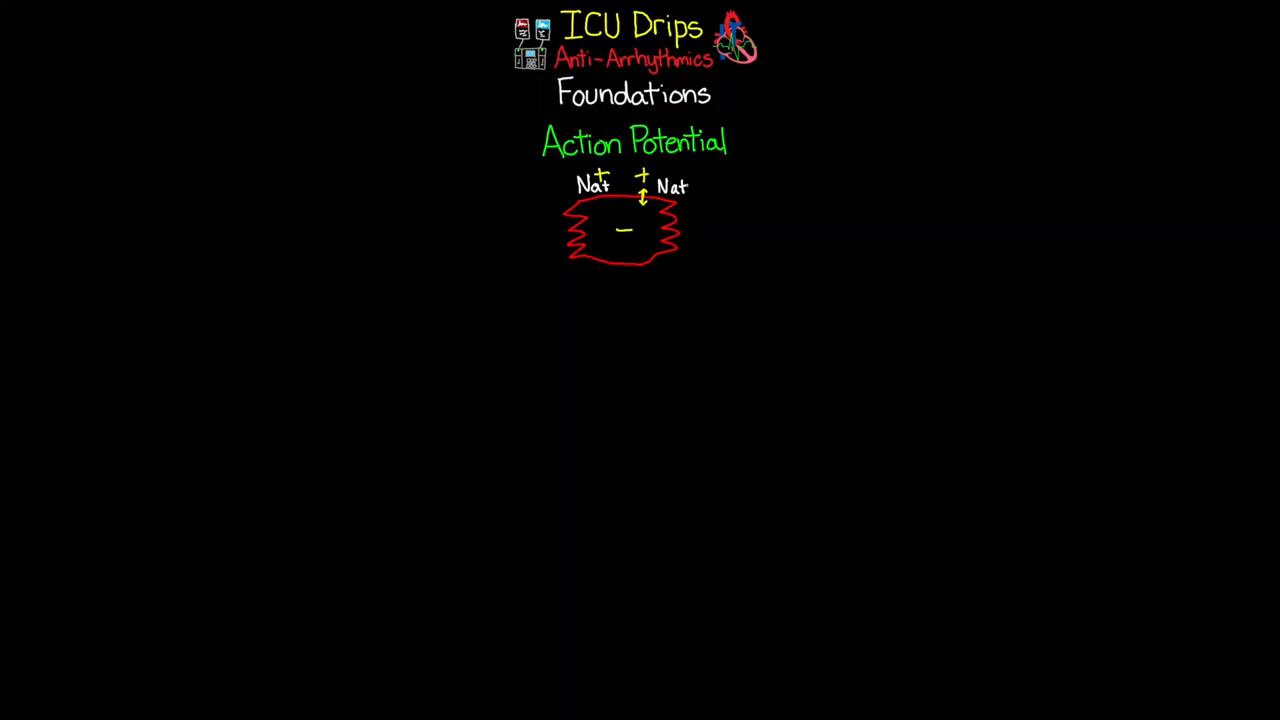 ICU Drips
Anti-Arrhythmics
Foundations
Action Potential
+ +
Na+ Na+
-